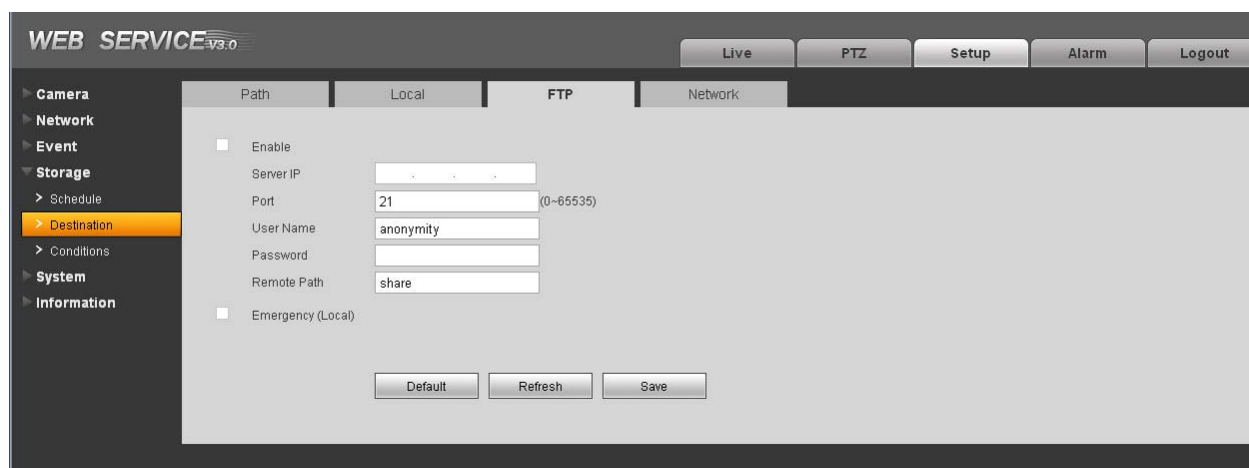 WEB SERVICE V3.0
Live PTZ Setup Alarm Logout
Camera
Network
Event
Storage
> Schedule
> Destination
> Conditions
System
Information
Path Local FTP Network
Enable
Server IP . . .
Port 21 (0~65535)
User Name anonymity
Password
Remote Path share
Emergency (Local)
Default Refresh Save